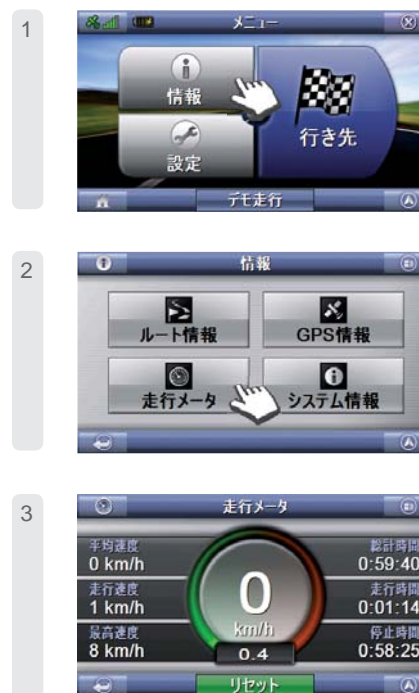 1
メニュー
情報
設定
行き先
デモ走行
2
情報
ルート情報
GPS情報
走行メータ
システム情報
3
走行メータ
平均速度
0 km/h
走行速度
1 km/h
最高速度
8 km/h
0
km/h
0.4
総計時間
0:59:40
走行時間
0:01:14
停止時間
0:58:25
リセット